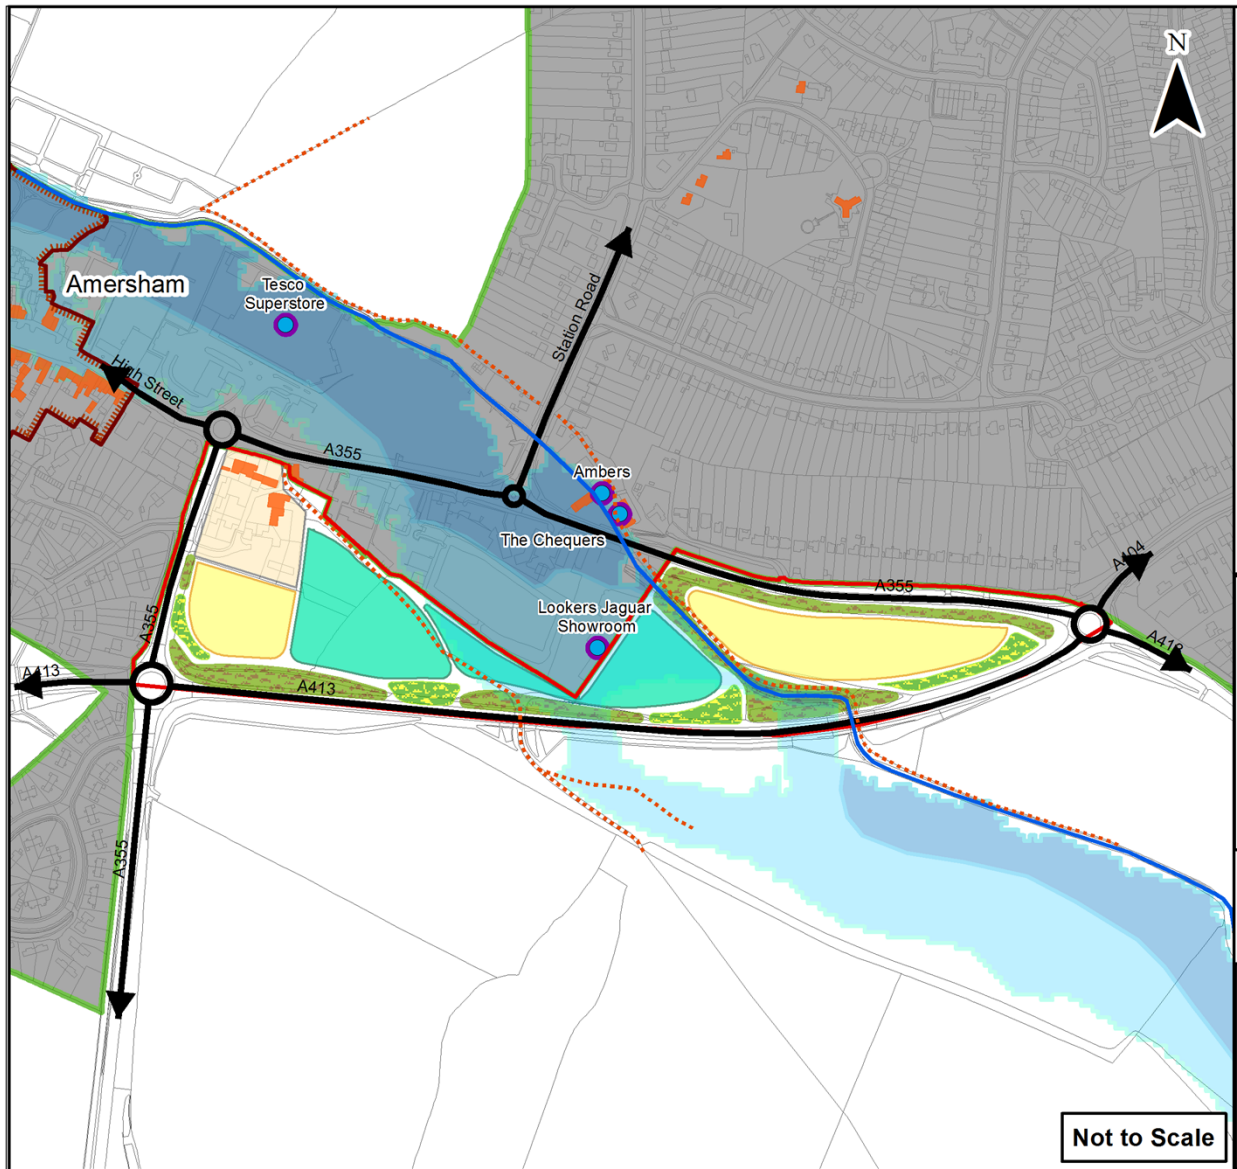 N
Amersham
Tesco
Superstore
Station Road
High Street
A355
Ambers
The Chequers
A404
A355
Lookers Jaguar
Showroom
A355
A413
A413
A413
A355
Not to Scale